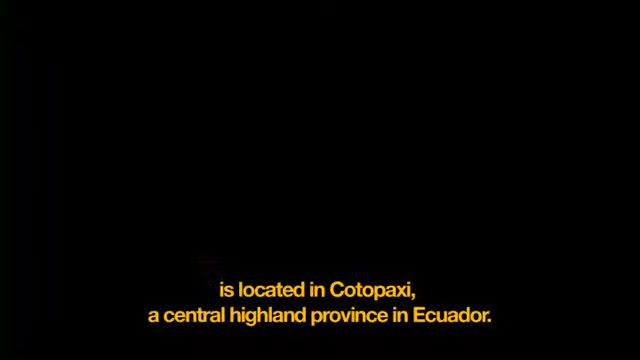 is located in Cotopaxi,
a central highland province in Ecuador.